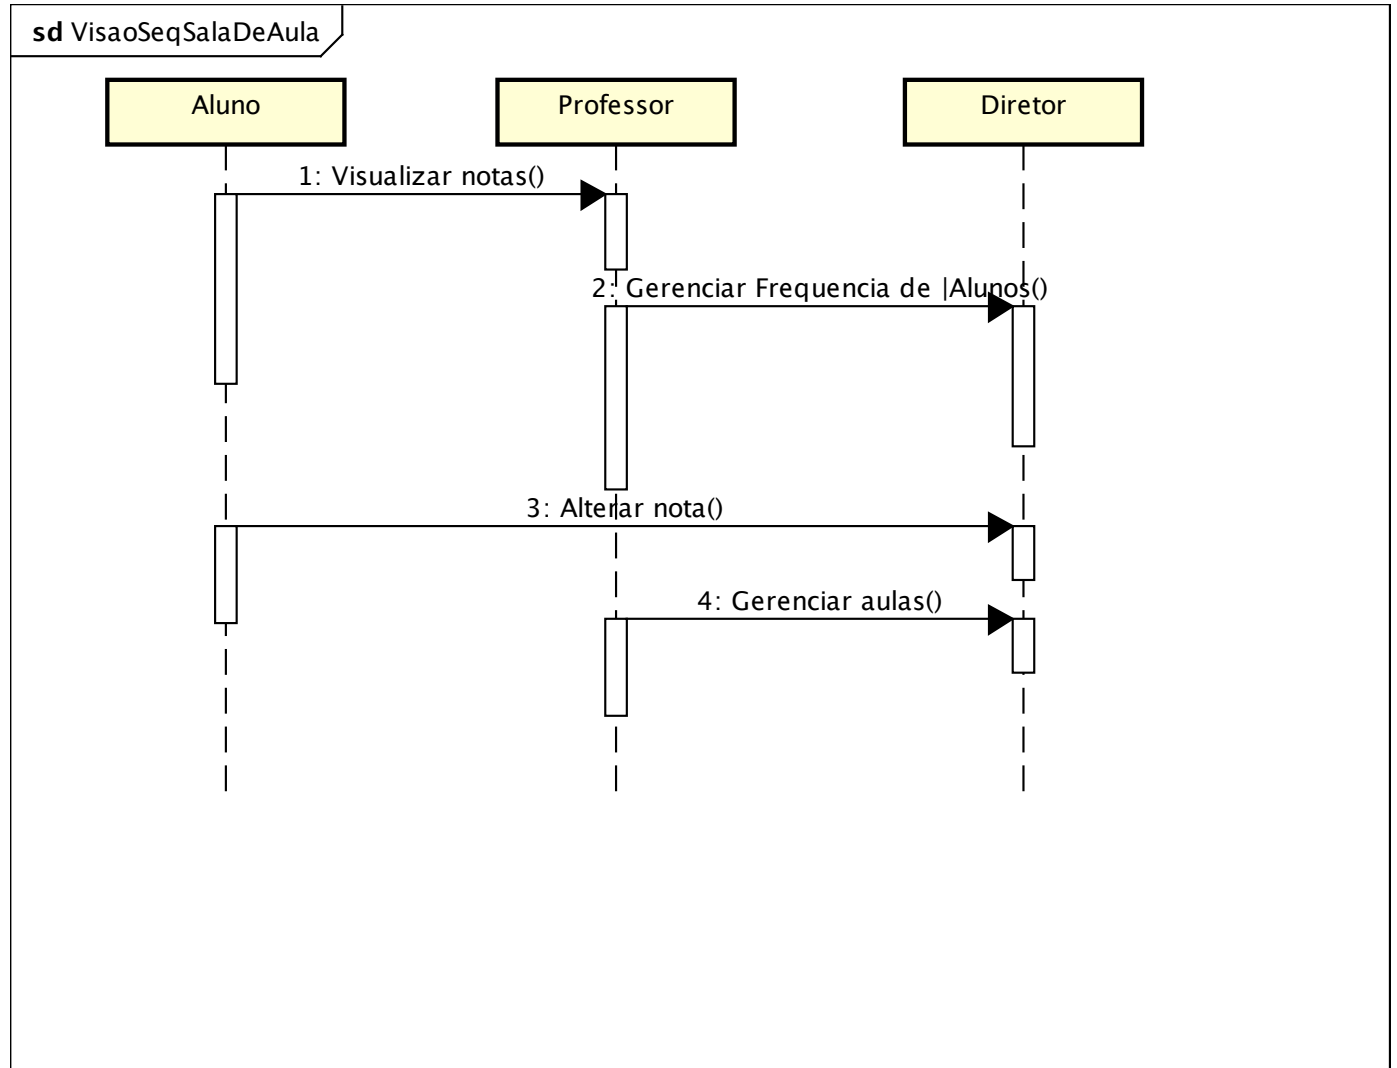 sd VisaoSeqSalaDeAula
Aluno
Professor
Diretor
1: Visualizar notas()
2: Gerenciar Frequencia de |Alunos()
3: Alterar nota()
4: Gerenciar aulas()